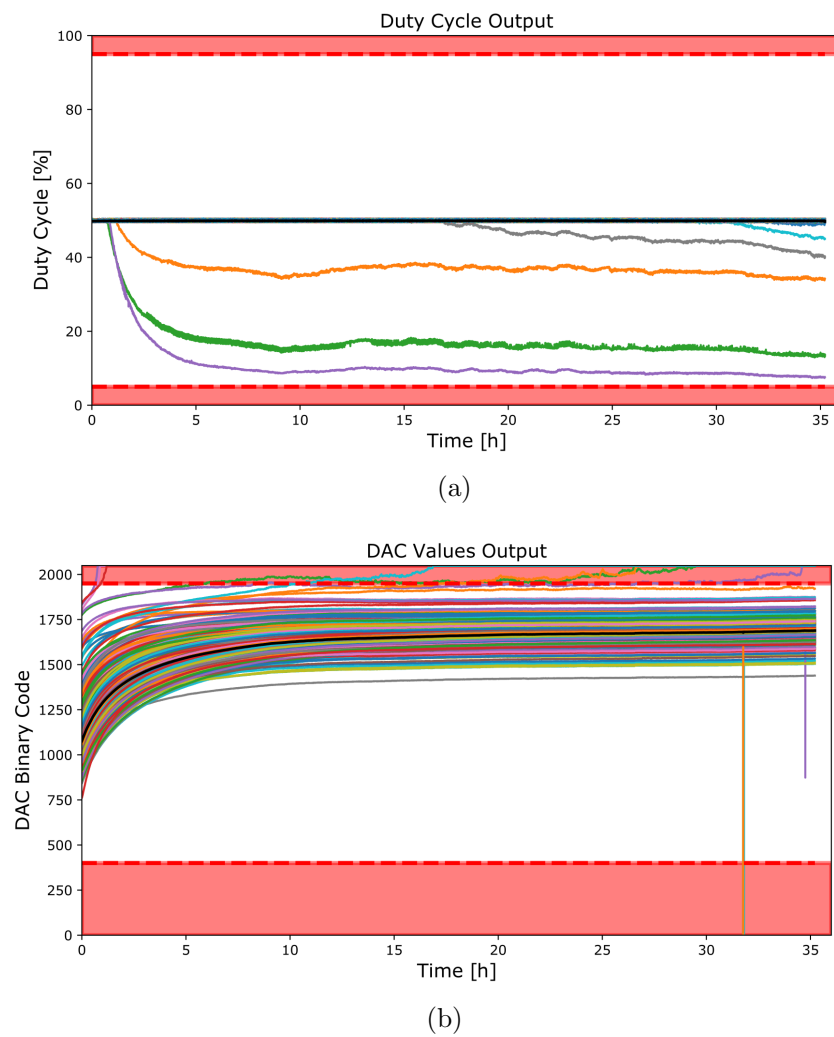 Duty Cycle Output
100
80
60
40
20
0
Duty Cycle [%]
0 5 10 15 20 25 30 35
Time [h]
(a)
DAC Values Output
2000
1750
1500
1250
1000
750
500
250
0
DAC Binary Code
0 5 10 15 20 25 30 35
Time [h]
(b)